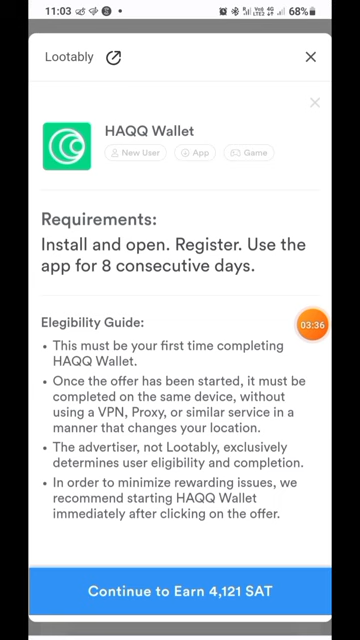 11:03
68%
Lootably
HAQQ Wallet
New User
App
Game
Requirements:
Install and open. Register. Use the
app for 8 consecutive days.
Elegibility Guide:
03:36
• This must be your first time completing
HAQQ Wallet.
• Once the offer has been started, it must be
completed on the same device, without
using a VPN, Proxy, or similar service in a
manner that changes your location.
• The advertiser, not Lootably, exclusively
determines user eligibility and completion.
• In order to minimize rewarding issues, we
recommend starting HAQQ Wallet
immediately after clicking on the offer.
Continue to Earn 4,121 SAT